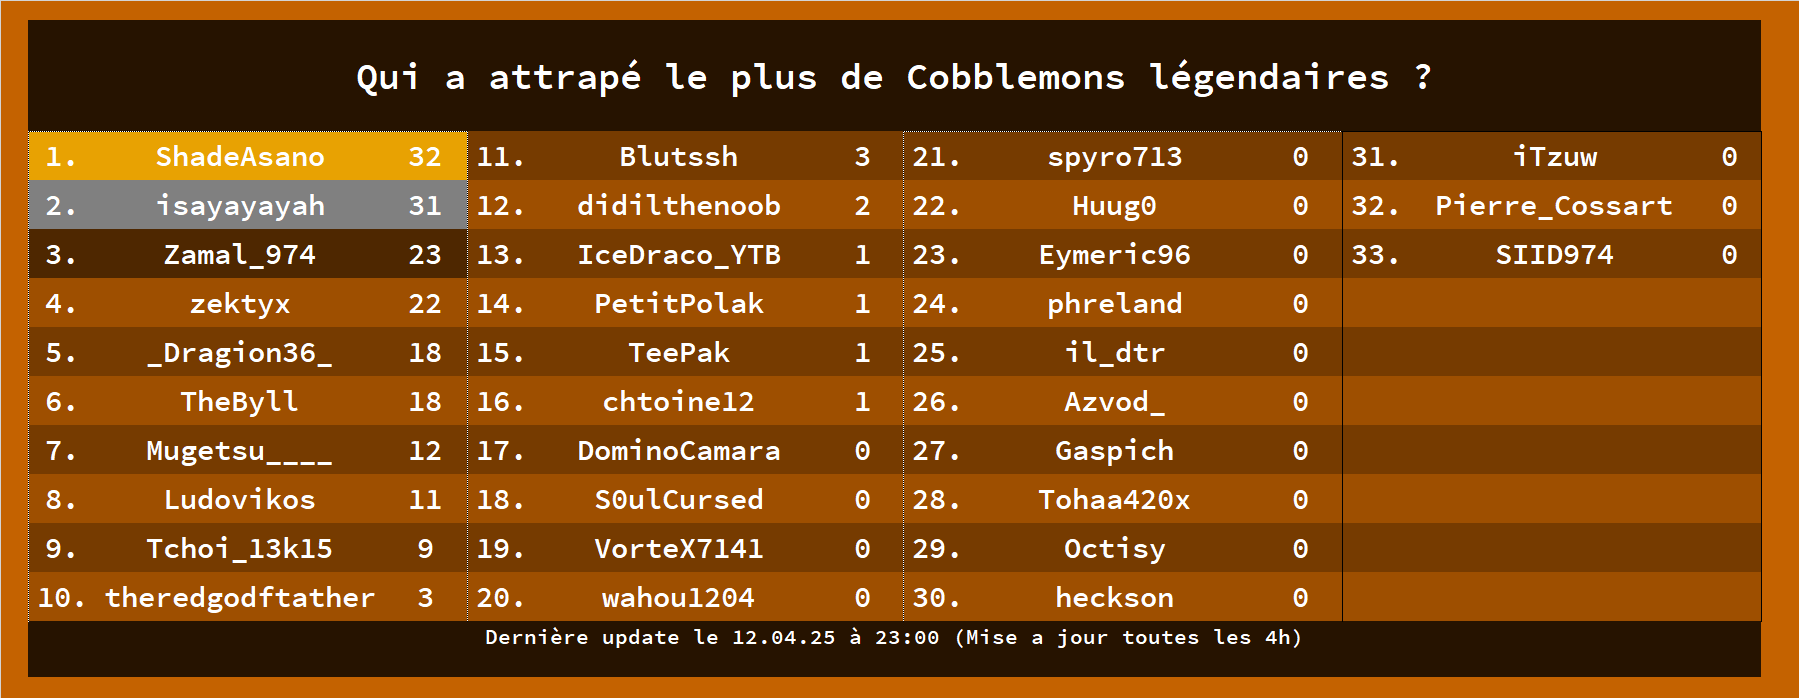 Qui a attrapé le plus de Cobblemons légendaires ?
1. ShadeAsano 32 11. Blutssh 3 21. spyro713 0 31. iTzuw 0
2. isayayayah 31 12. didilthenoob 2 22. Huug0 0 32. Pierre_Cossart 0
3. Zamal_974 23 13. IceDraco_YTB 1 23. Eymeric96 0 33. SIID974 0
4. zektyx 22 14. PetitPolak 1 24. phreland 0
5. _Dragion36_ 18 15. TeePak 1 25. il_dtr 0
6. TheByll 18 16. chtoine12 1 26. Azvod_ 0
7. Mugetsu____ 12 17. DominoCamara 0 27. Gaspich 0
8. Ludovikos 11 18. S0ulCursed 0 28. Tohaa420x 0
9. Tchoi_13k15 9 19. VorteX7141 0 29. Octisy 0
10. theredgodftather 3 20. wahou1204 0 30. heckson 0
Dernière update le 12.04.25 à 23:00 (Mise a jour toutes les 4h)